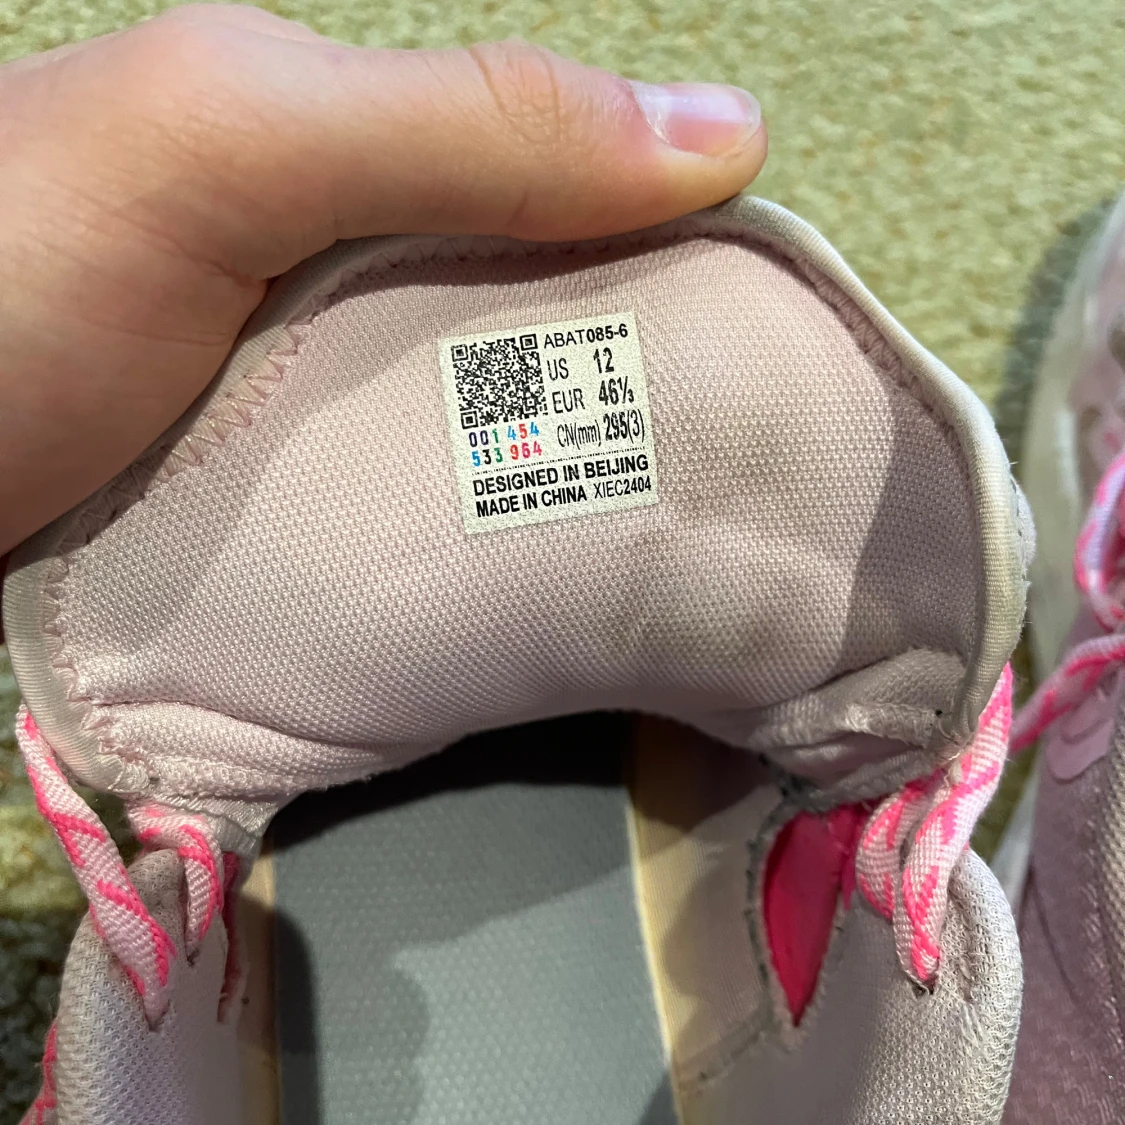 ABAT085-6
US 12
EUR 46⅓
CN(mm) 295(3)
001 454
533 964
DESIGNED IN BEIJING
MADE IN CHINA XIEC2404